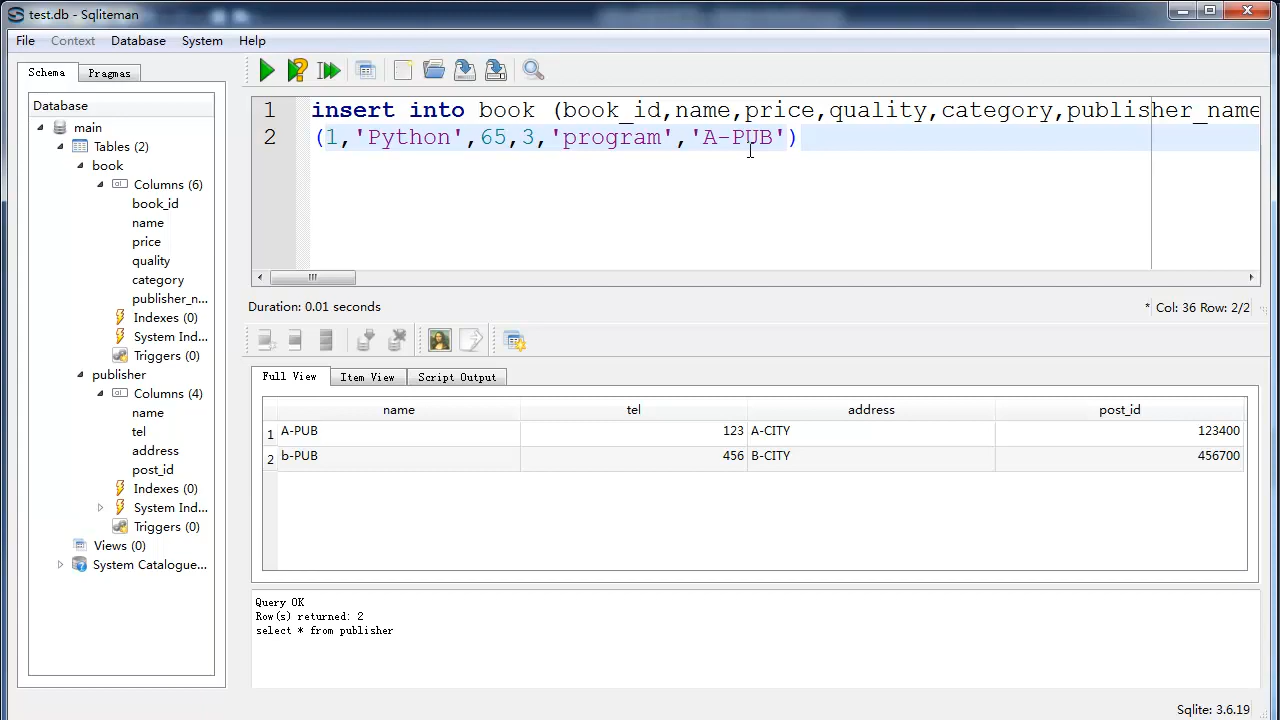 test.db - Sqliteman
File Context Database System Help
Schema Pragmas
Database
main
Tables (2)
book
Columns (6)
book_id
name
price
quality
category
publisher_n...
Indexes (0)
System Ind...
Triggers (0)
publisher
Columns (4)
name
tel
address
post_id
Indexes (0)
System Ind...
Triggers (0)
Views (0)
System Catalogue...
1 insert into book (book_id,name,price,quality,category,publisher_name
2 (1,'Python',65,3,'program','A-PUB')
Duration: 0.01 seconds * Col: 36 Row: 2/2
Full View Item View Script Output
name tel address post_id
1 A-PUB 123 A-CITY 123400
2 b-PUB 456 B-CITY 456700
Query OK
Row(s) returned: 2
select * from publisher
Sqlite: 3.6.19